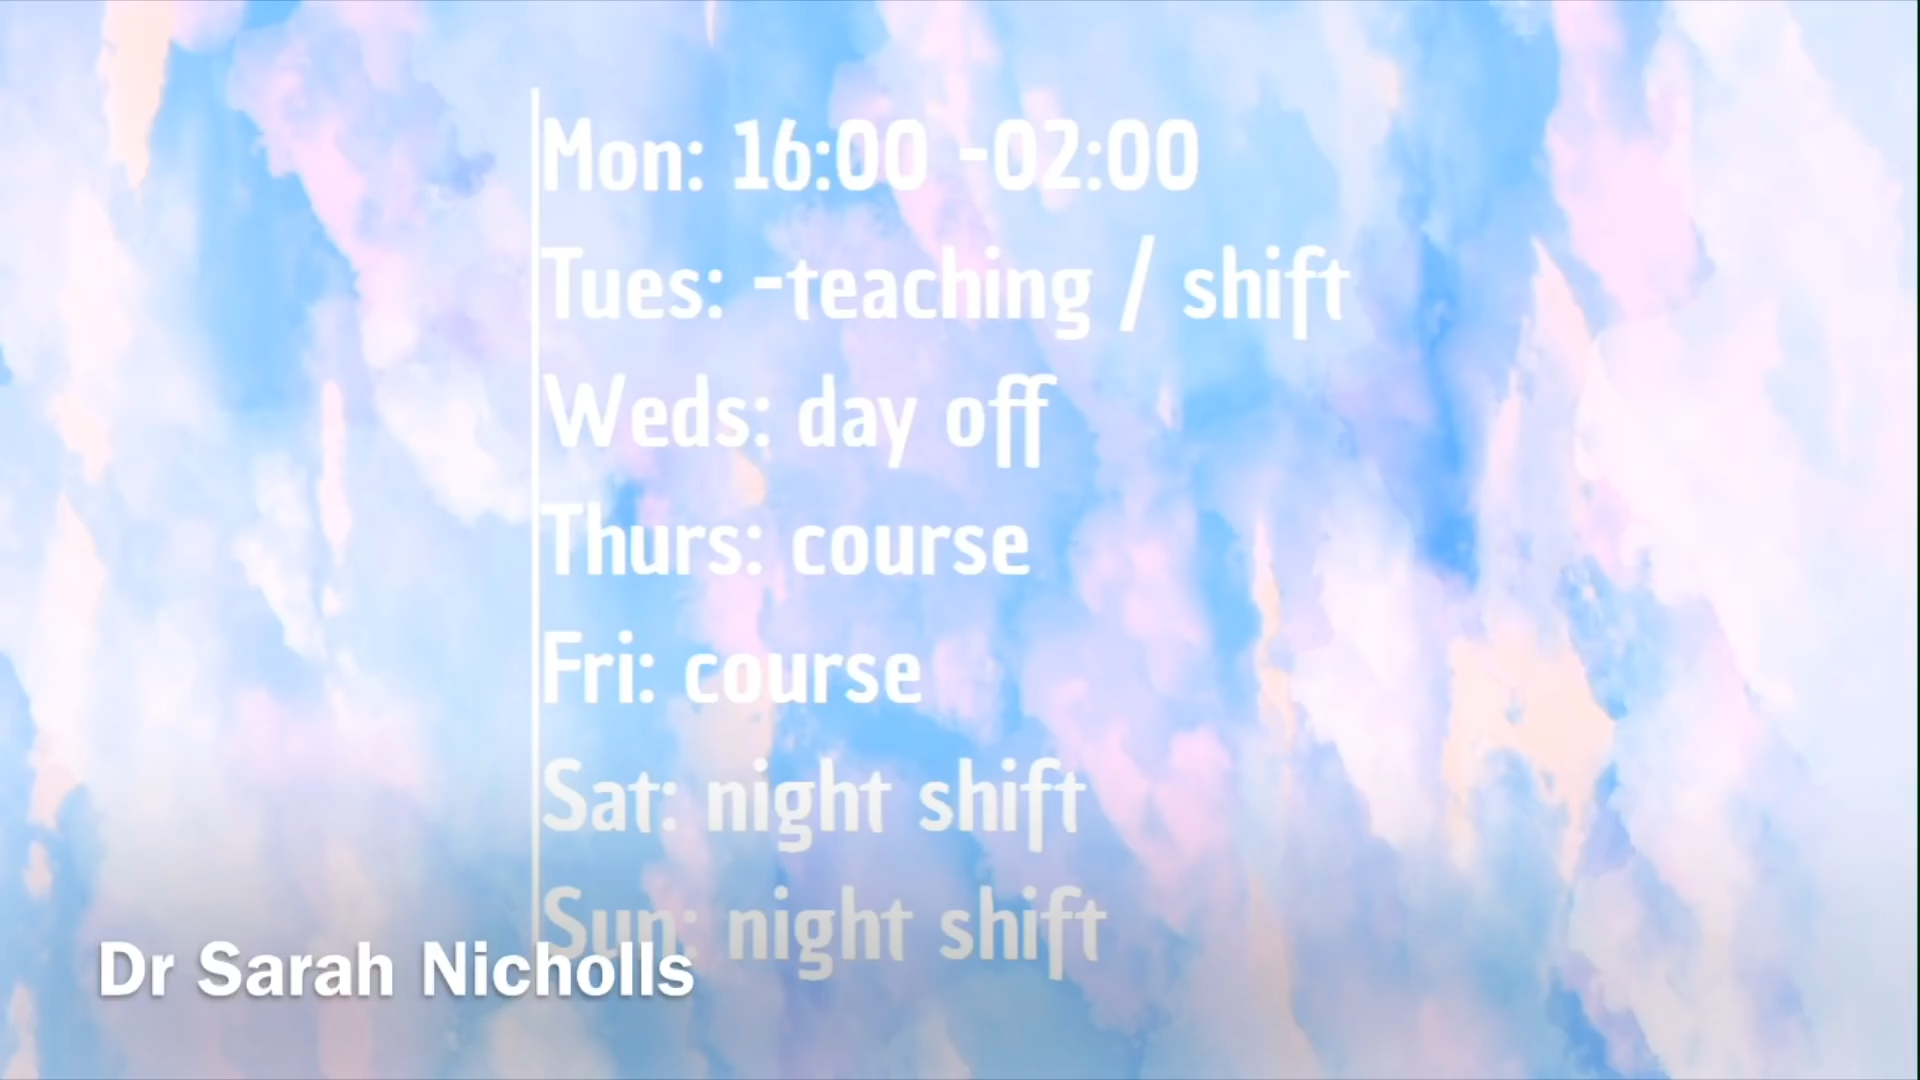 Mon: 16:00 -02:00
Tues: -teaching / shift
Weds: day off
Thurs: course
Fri: course
Sat: night shift
Sun: night shift
Dr Sarah Nicholls